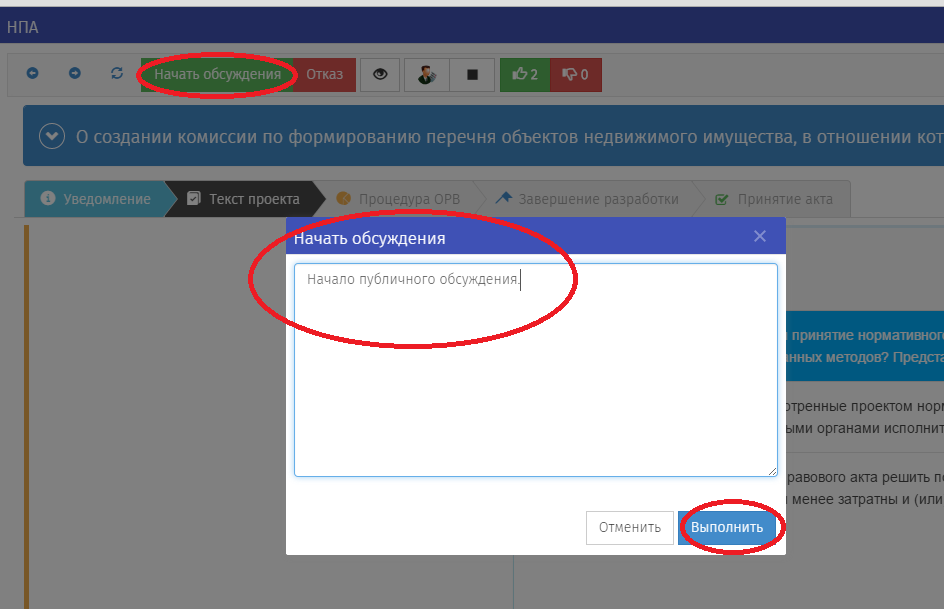 НПА
Начать обсуждения Отказ 2 0
О создании комиссии по формированию перечня объектов недвижимого имущества, в отношении кот
Уведомление Текст проекта Процедура ОРВ Завершение разработки Принятие акта
Начать обсуждения
Начало публичного обсуждения.
принятие нормативног
нных методов? Предста
отренные проектом норм
ыми органами исполнит
равового акта решить п
менее затратны и (или
Отменить Выполнить